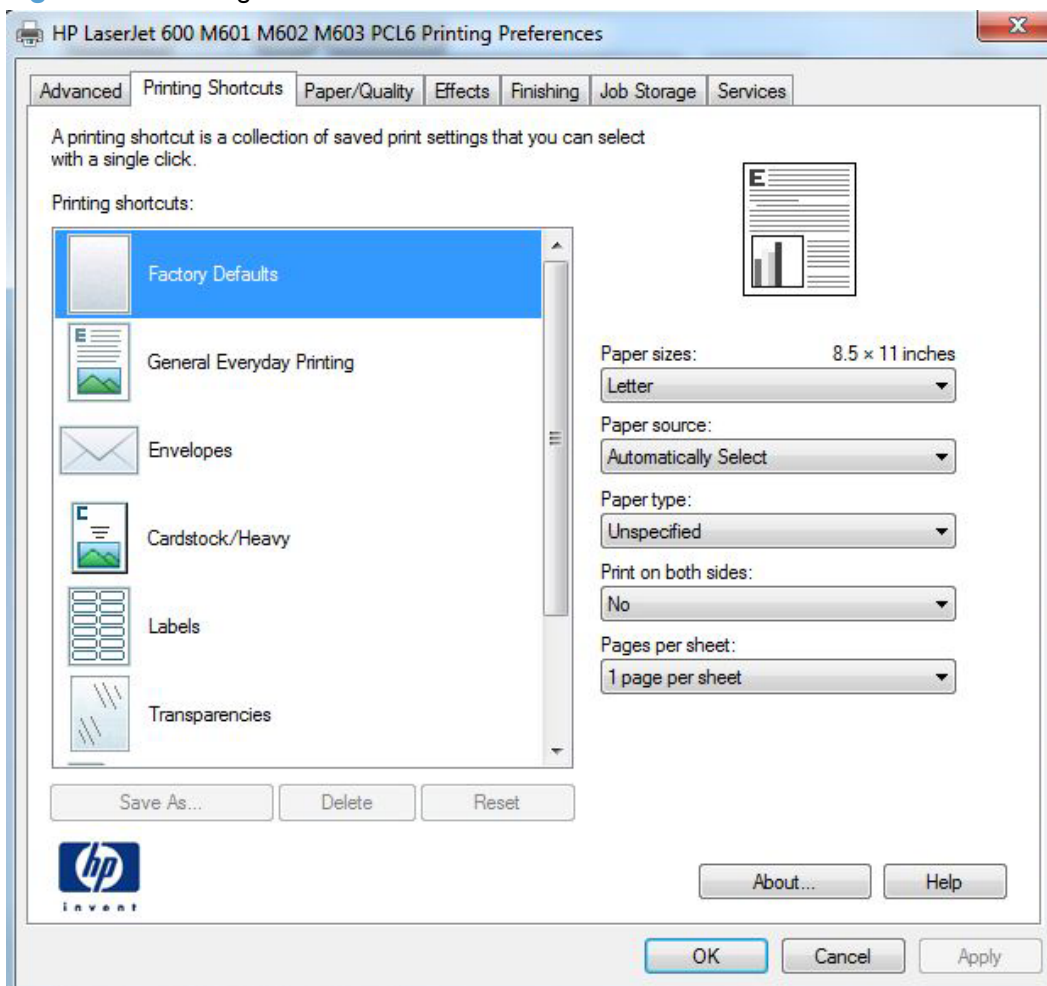 HP LaserJet 600 M601 M602 M603 PCL6 Printing Preferences
X
Advanced Printing Shortcuts Paper/Quality Effects Finishing Job Storage Services
A printing shortcut is a collection of saved print settings that you can select
with a single click.
Printing shortcuts:
E
Factory Defaults
E
General Everyday Printing
Envelopes
E
Cardstock/Heavy
Labels
Transparencies
Paper sizes: 8.5 × 11 inches
Letter
Paper source:
Automatically Select
Paper type:
Unspecified
Print on both sides:
No
Pages per sheet:
1 page per sheet
Save As... Delete Reset
hp
invent
About... Help
OK Cancel Apply